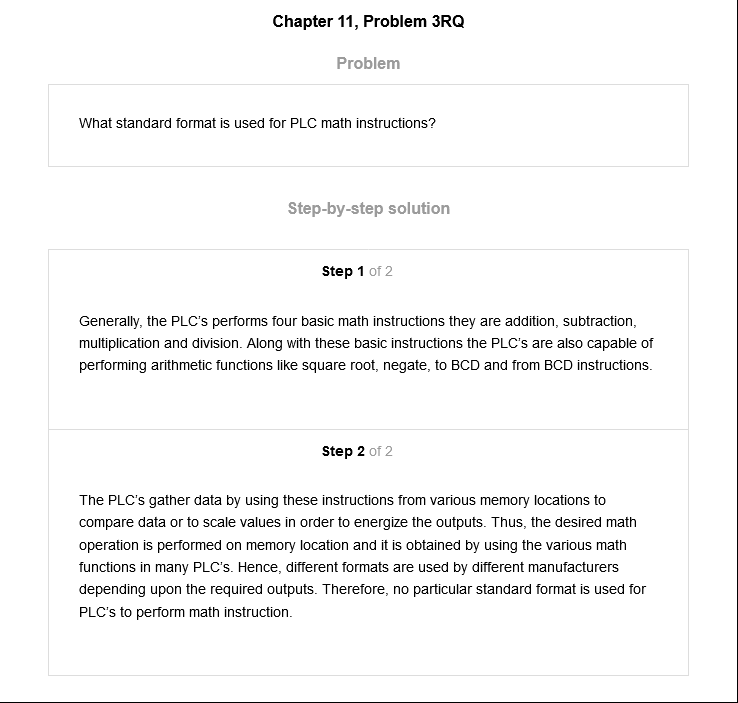 Chapter 11, Problem 3RQ
Problem
What standard format is used for PLC math instructions?
Step-by-step solution
Step 1 of 2
Generally, the PLC's performs four basic math instructions they are addition, subtraction,
multiplication and division. Along with these basic instructions the PLC's are also capable of
performing arithmetic functions like square root, negate, to BCD and from BCD instructions.
Step 2 of 2
The PLC's gather data by using these instructions from various memory locations to
compare data or to scale values in order to energize the outputs. Thus, the desired math
operation is performed on memory location and it is obtained by using the various math
functions in many PLC's. Hence, different formats are used by different manufacturers
depending upon the required outputs. Therefore, no particular standard format is used for
PLC's to perform math instruction.